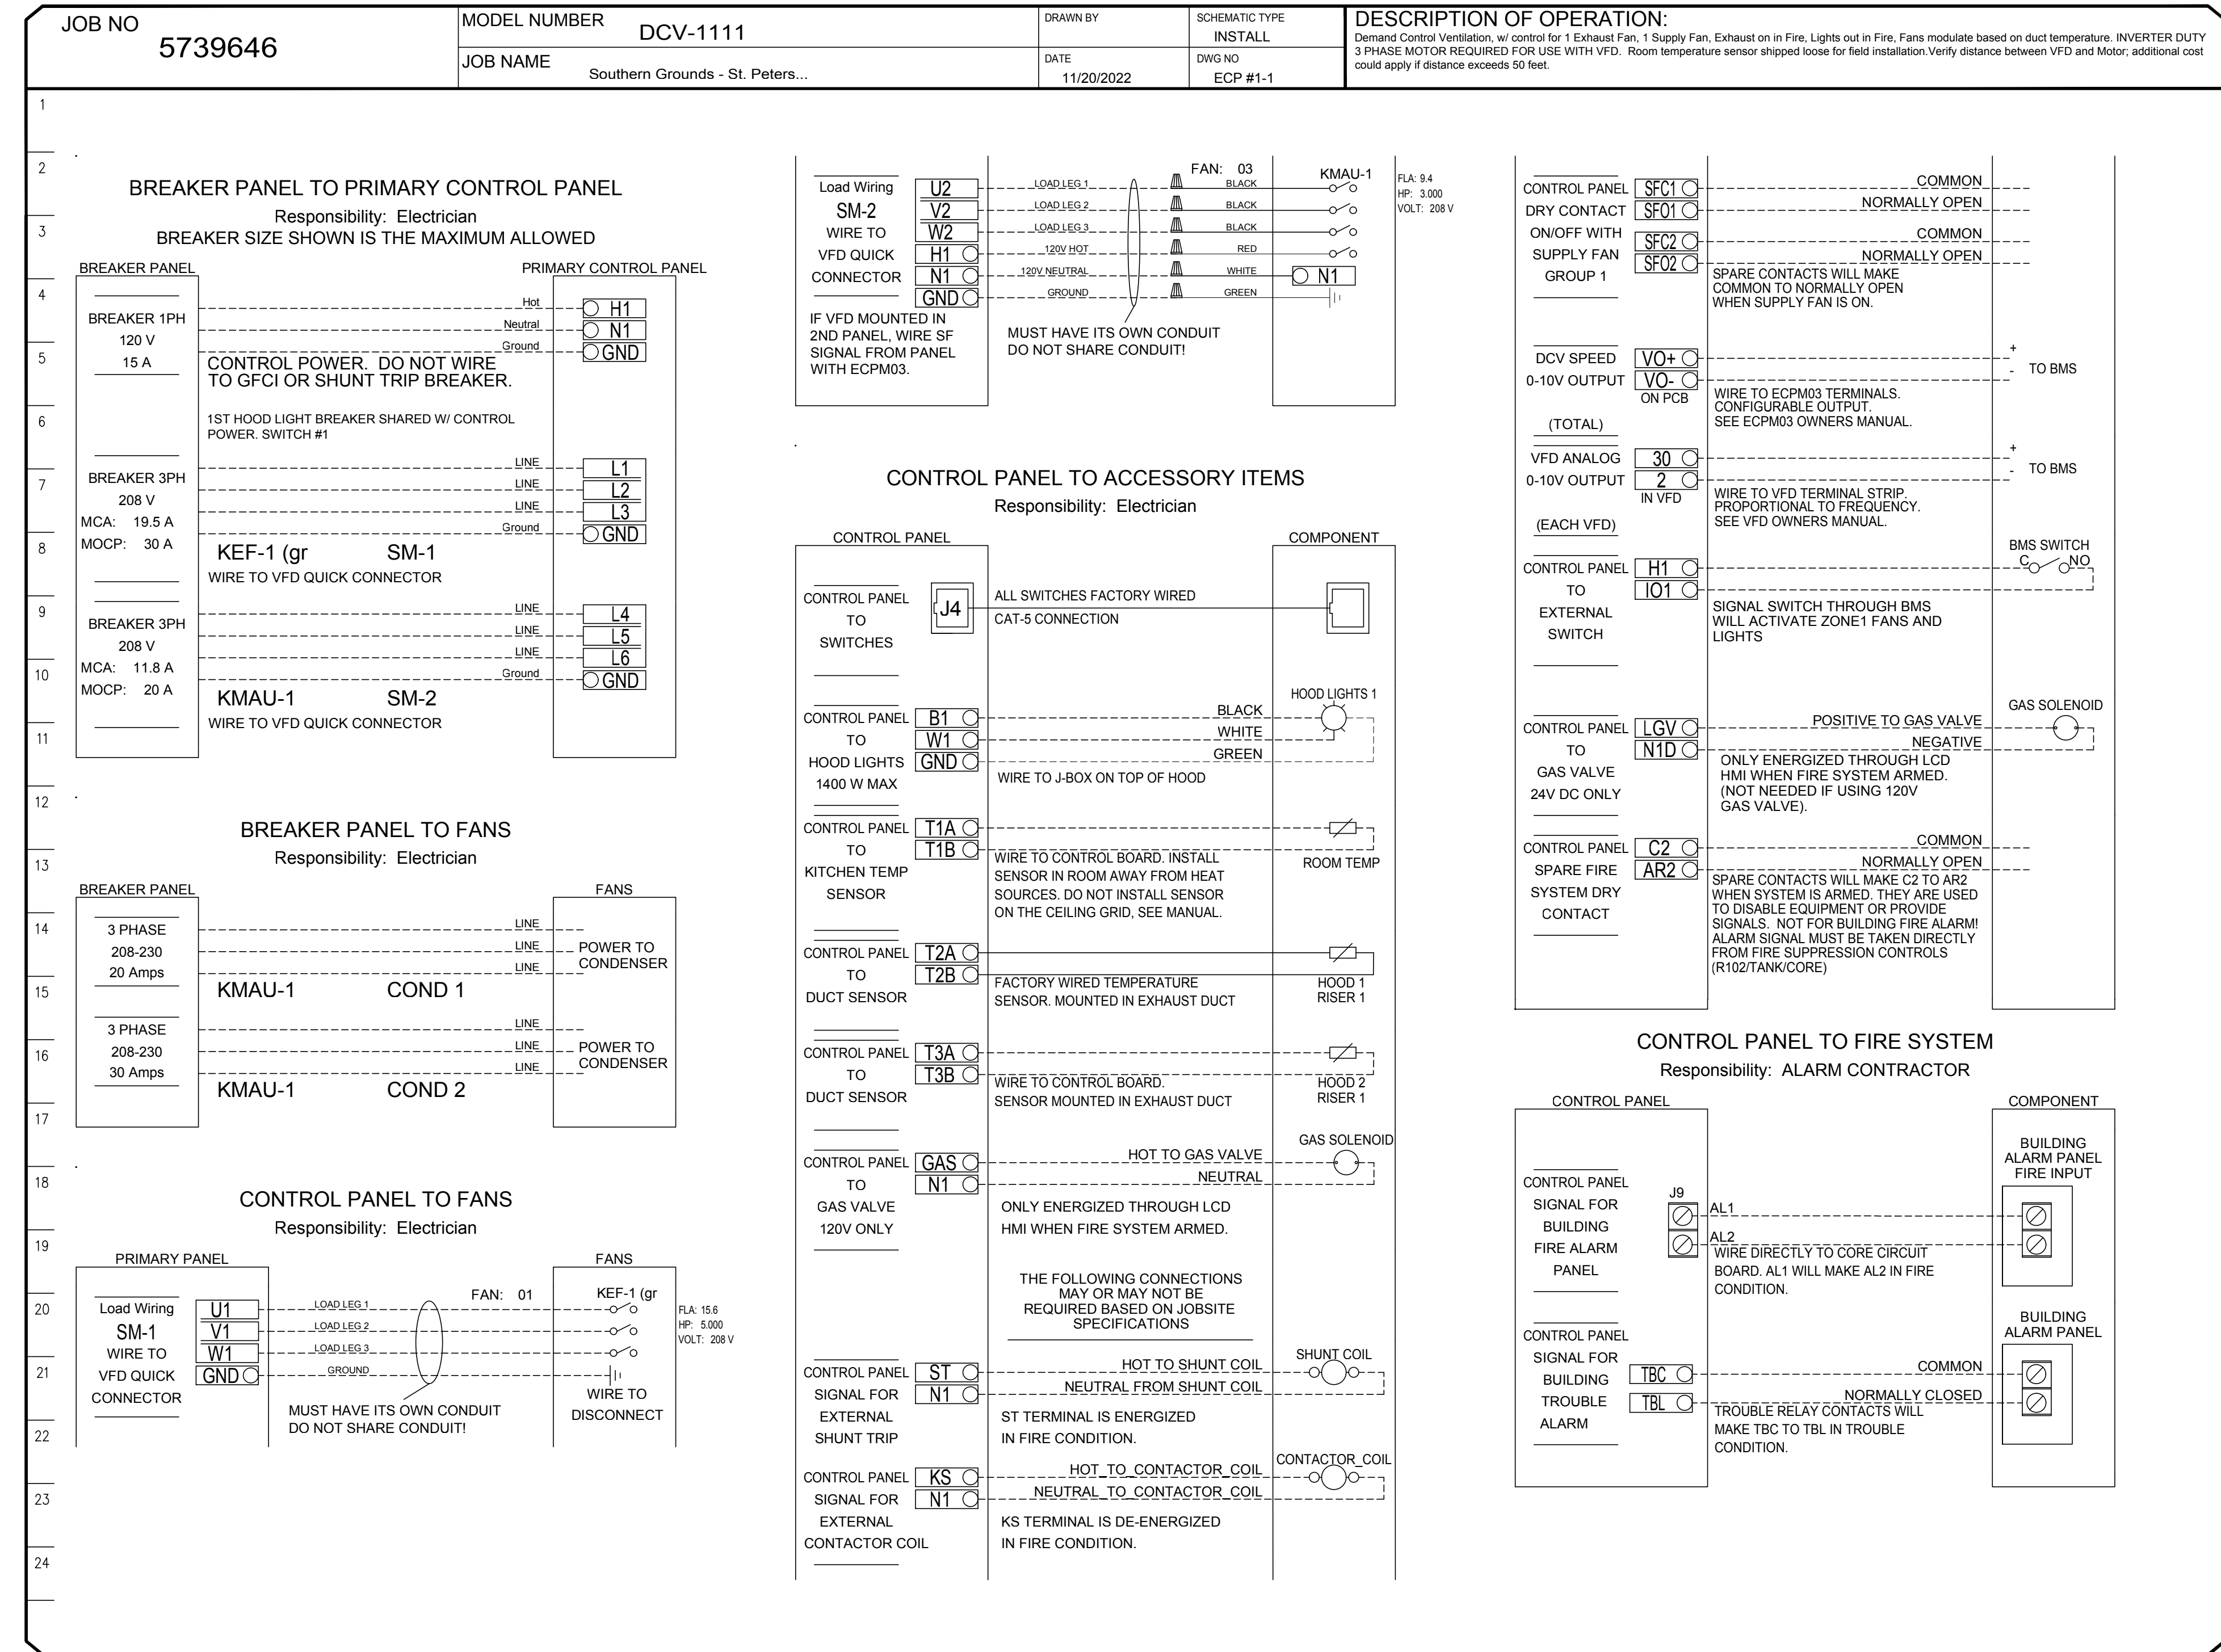 JOB NO
5739646
MODEL NUMBER
DCV-1111
JOB NAME
Southern Grounds - St. Peters...
DRAWN BY
DATE
11/20/2022
SCHEMATIC TYPE
INSTALL
DWG NO
ECP #1-1
DESCRIPTION OF OPERATION:
Demand Control Ventilation, w/ control for 1 Exhaust Fan, 1 Supply Fan, Exhaust on in Fire, Lights out in Fire, Fans modulate based on duct temperature. INVERTER DUTY
3 PHASE MOTOR REQUIRED FOR USE WITH VFD. Room temperature sensor shipped loose for field installation.Verify distance between VFD and Motor; additional cost
could apply if distance exceeds 50 feet.
1
2
3
4
5
6
7
8
9
10
11
12
13
14
15
16
17
18
19
20
21
22
23
24
BREAKER PANEL TO PRIMARY CONTROL PANEL
Responsibility: Electrician
BREAKER SIZE SHOWN IS THE MAXIMUM ALLOWED
BREAKER PANEL
PRIMARY CONTROL PANEL
BREAKER 1PH
120 V
15 A
Hot
H1
Neutral
N1
Ground
GND
CONTROL POWER. DO NOT WIRE
TO GFCI OR SHUNT TRIP BREAKER.
1ST HOOD LIGHT BREAKER SHARED W/ CONTROL
POWER. SWITCH #1
BREAKER 3PH
208 V
MCA: 19.5 A
MOCP: 30 A
LINE
L1
LINE
L2
LINE
L3
Ground
GND
KEF-1 (gr
SM-1
WIRE TO VFD QUICK CONNECTOR
BREAKER 3PH
208 V
MCA: 11.8 A
MOCP: 20 A
LINE
L4
LINE
L5
LINE
L6
Ground
GND
KMAU-1
SM-2
WIRE TO VFD QUICK CONNECTOR
BREAKER PANEL TO FANS
Responsibility: Electrician
BREAKER PANEL
FANS
3 PHASE
208-230
20 Amps
LINE
LINE
LINE
POWER TO
CONDENSER
KMAU-1
COND 1
3 PHASE
208-230
30 Amps
LINE
LINE
LINE
POWER TO
CONDENSER
KMAU-1
COND 2
CONTROL PANEL TO FANS
Responsibility: Electrician
PRIMARY PANEL
FANS
Load Wiring
SM-1
WIRE TO
VFD QUICK
CONNECTOR
U1
V1
W1
GND
LOAD LEG 1
LOAD LEG 2
LOAD LEG 3
GROUND
FAN: 01
KEF-1 (gr
FLA: 15.6
HP: 5.000
VOLT: 208 V
WIRE TO
DISCONNECT
MUST HAVE ITS OWN CONDUIT
DO NOT SHARE CONDUIT!
Load Wiring
SM-2
WIRE TO
VFD QUICK
CONNECTOR
U2
V2
W2
H1
N1
GND
LOAD LEG 1
LOAD LEG 2
LOAD LEG 3
120V HOT
120V NEUTRAL
GROUND
FAN: 03
BLACK
BLACK
BLACK
RED
WHITE
GREEN
KMAU-1
N1
FLA: 9.4
HP: 3.000
VOLT: 208 V
IF VFD MOUNTED IN
2ND PANEL, WIRE SF
SIGNAL FROM PANEL
WITH ECPM03.
MUST HAVE ITS OWN CONDUIT
DO NOT SHARE CONDUIT!
CONTROL PANEL TO ACCESSORY ITEMS
Responsibility: Electrician
CONTROL PANEL
COMPONENT
CONTROL PANEL
TO
SWITCHES
J4
ALL SWITCHES FACTORY WIRED
CAT-5 CONNECTION
CONTROL PANEL
TO
HOOD LIGHTS
1400 W MAX
B1
W1
GND
BLACK
WHITE
GREEN
HOOD LIGHTS 1
WIRE TO J-BOX ON TOP OF HOOD
CONTROL PANEL
TO
KITCHEN TEMP
SENSOR
T1A
T1B
WIRE TO CONTROL BOARD. INSTALL
SENSOR IN ROOM AWAY FROM HEAT
SOURCES. DO NOT INSTALL SENSOR
ON THE CEILING GRID, SEE MANUAL.
ROOM TEMP
CONTROL PANEL
TO
DUCT SENSOR
T2A
T2B
FACTORY WIRED TEMPERATURE
SENSOR. MOUNTED IN EXHAUST DUCT
HOOD 1
RISER 1
CONTROL PANEL
TO
DUCT SENSOR
T3A
T3B
WIRE TO CONTROL BOARD.
SENSOR MOUNTED IN EXHAUST DUCT
HOOD 2
RISER 1
CONTROL PANEL
TO
GAS VALVE
120V ONLY
GAS
N1
HOT TO GAS VALVE
NEUTRAL
GAS SOLENOID
ONLY ENERGIZED THROUGH LCD
HMI WHEN FIRE SYSTEM ARMED.
THE FOLLOWING CONNECTIONS
MAY OR MAY NOT BE
REQUIRED BASED ON JOBSITE
SPECIFICATIONS
CONTROL PANEL
SIGNAL FOR
EXTERNAL
SHUNT TRIP
ST
N1
HOT TO SHUNT COIL
NEUTRAL FROM SHUNT COIL
SHUNT COIL
ST TERMINAL IS ENERGIZED
IN FIRE CONDITION.
CONTROL PANEL
SIGNAL FOR
EXTERNAL
CONTACTOR COIL
KS
N1
HOT_TO_CONTACTOR_COIL
NEUTRAL_TO_CONTACTOR_COIL
CONTACTOR_COIL
KS TERMINAL IS DE-ENERGIZED
IN FIRE CONDITION.
CONTROL PANEL
DRY CONTACT
ON/OFF WITH
SUPPLY FAN
GROUP 1
SFC1
SFO1
SFC2
SFO2
COMMON
NORMALLY OPEN
COMMON
NORMALLY OPEN
SPARE CONTACTS WILL MAKE
COMMON TO NORMALLY OPEN
WHEN SUPPLY FAN IS ON.
DCV SPEED
0-10V OUTPUT
(TOTAL)
VO+
VO-
ON PCB
+
-
TO BMS
WIRE TO ECPM03 TERMINALS.
CONFIGURABLE OUTPUT.
SEE ECPM03 OWNERS MANUAL.
VFD ANALOG
0-10V OUTPUT
(EACH VFD)
30
2
IN VFD
+
-
TO BMS
WIRE TO VFD TERMINAL STRIP.
PROPORTIONAL TO FREQUENCY.
SEE VFD OWNERS MANUAL.
CONTROL PANEL
TO
EXTERNAL
SWITCH
H1
IO1
BMS SWITCH
C
NO
SIGNAL SWITCH THROUGH BMS
WILL ACTIVATE ZONE1 FANS AND
LIGHTS
CONTROL PANEL
TO
GAS VALVE
24V DC ONLY
LGV
N1D
POSITIVE TO GAS VALVE
NEGATIVE
GAS SOLENOID
ONLY ENERGIZED THROUGH LCD
HMI WHEN FIRE SYSTEM ARMED.
(NOT NEEDED IF USING 120V
GAS VALVE).
CONTROL PANEL
SPARE FIRE
SYSTEM DRY
CONTACT
C2
AR2
COMMON
NORMALLY OPEN
SPARE CONTACTS WILL MAKE C2 TO AR2
WHEN SYSTEM IS ARMED. THEY ARE USED
TO DISABLE EQUIPMENT OR PROVIDE
SIGNALS. NOT FOR BUILDING FIRE ALARM!
ALARM SIGNAL MUST BE TAKEN DIRECTLY
FROM FIRE SUPPRESSION CONTROLS
(R102/TANK/CORE)
CONTROL PANEL TO FIRE SYSTEM
Responsibility: ALARM CONTRACTOR
CONTROL PANEL
COMPONENT
CONTROL PANEL
SIGNAL FOR
BUILDING
FIRE ALARM
PANEL
J9
AL1
AL2
WIRE DIRECTLY TO CORE CIRCUIT
BOARD. AL1 WILL MAKE AL2 IN FIRE
CONDITION.
BUILDING
ALARM PANEL
FIRE INPUT
CONTROL PANEL
SIGNAL FOR
BUILDING
TROUBLE
ALARM
TBC
TBL
COMMON
NORMALLY CLOSED
TROUBLE RELAY CONTACTS WILL
MAKE TBC TO TBL IN TROUBLE
CONDITION.
BUILDING
ALARM PANEL